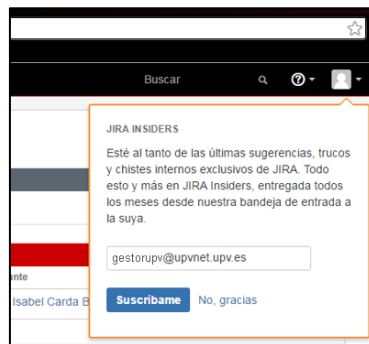 Buscar
JIRA INSIDERS
Esté al tanto de las últimas sugerencias, trucos
y chistes internos exclusivos de JIRA. Todo
esto y más en JIRA Insiders, entregada todos
los meses desde nuestra bandeja de entrada a
la suya.
gestorupv@upvnet.upv.es
Suscríbame No, gracias
ante
Isabel Carda B